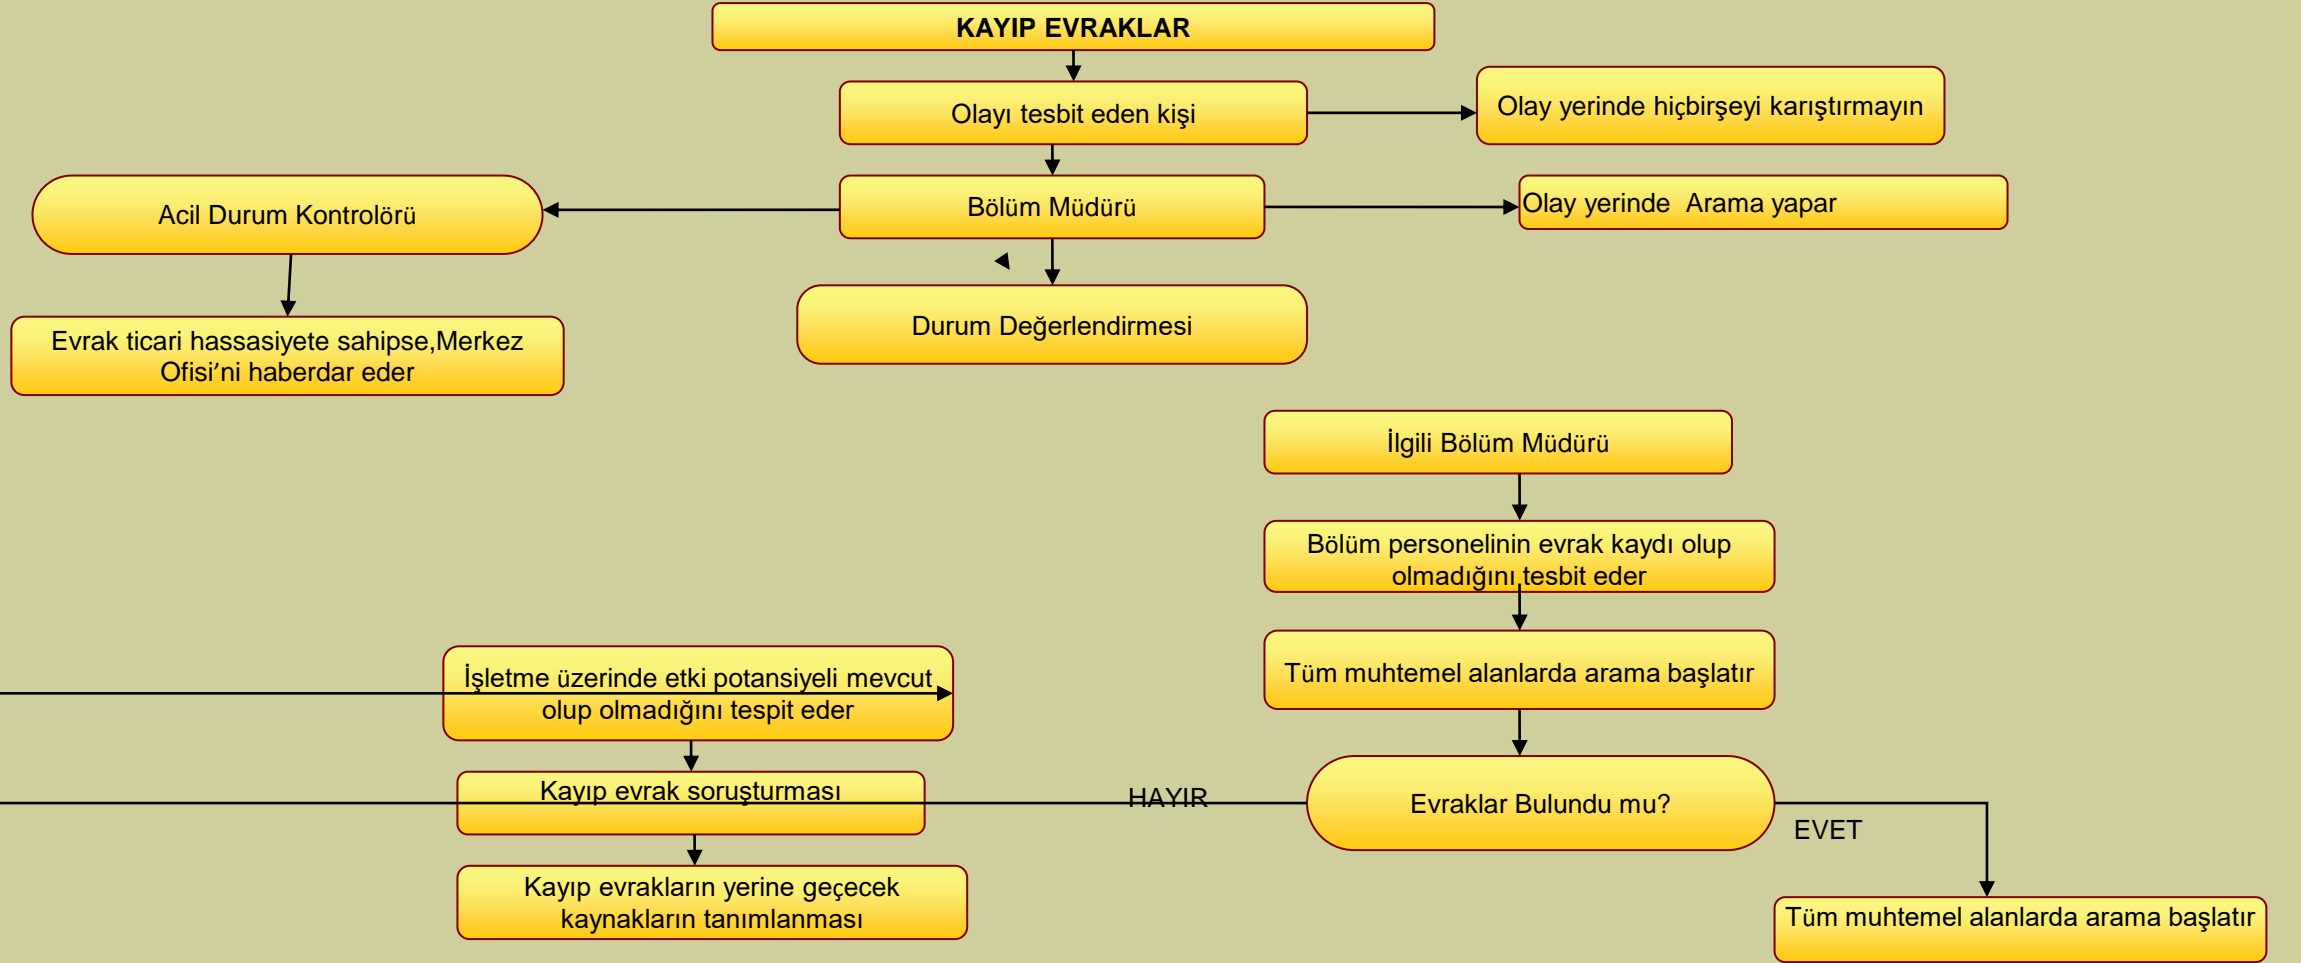 KAYIP EVRAKLAR
Olayı tesbit eden kişi
Olay yerinde hiçbirşeyi karıştırmayın
Acil Durum Kontrolörü
Bölüm Müdürü
Olay yerinde  Arama yapar
Durum Değerlendirmesi
Evrak ticari hassasiyete sahipse,Merkez
Ofisi’ni haberdar eder
İlgili Bölüm Müdürü
Bölüm personelinin evrak kaydı olup
olmadığını tesbit eder
Tüm muhtemel alanlarda arama başlatır
İşletme üzerinde etki potansiyeli mevcut
olup olmadığını tespit eder
Kayıp evrak soruşturması
HAYIR
Evraklar Bulundu mu?
EVET
Kayıp evrakların yerine geçecek
kaynakların tanımlanması
Tüm muhtemel alanlarda arama başlatır